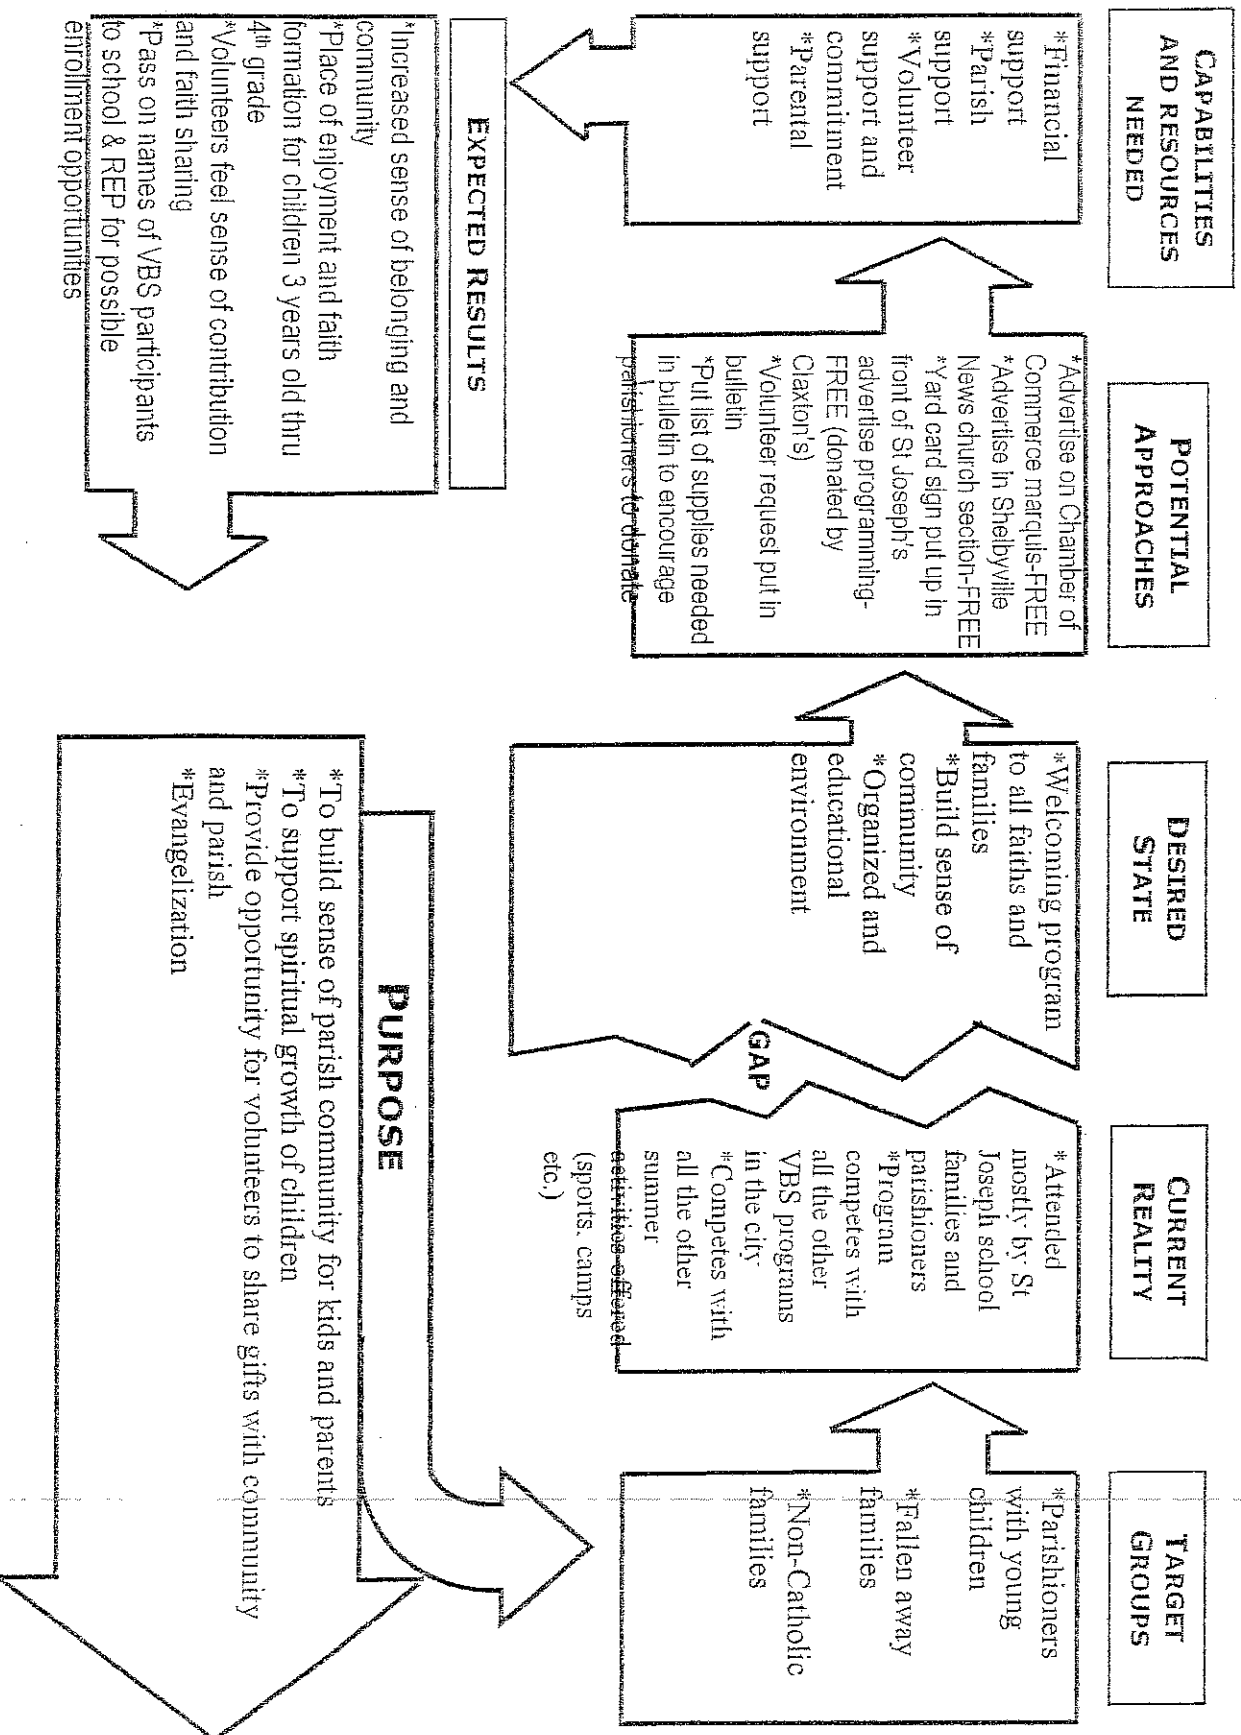 CAPABILITIES
AND RESOURCES
NEEDED
*Financial
support
*Parish
support
*Volunteer
support and
commitment
*Parental
support
POTENTIAL
APPROACHES
*Advertise on Chamber of
Commerce marquis-FREE
*Advertise in Shelbyville
News church section-FREE
*Yard card sign put up in
front of St Joseph's
advertise programming-
FREE (donated by
Claxton's)
*Volunteer request put in
bulletin
*Put list of supplies needed
in bulletin to encourage
parishioners to donate
DESIRED
STATE
*Welcoming program
to all faiths and
families
*Build sense of
community
*Organized and
educational
environment
GAP
CURRENT
REALITY
*Attended
mostly by St
Joseph school
families and
parishioners
*Program
competes with
all the other
VBS programs
in the city
*Competes with
all the other
summer
activities offered
(sports, camps
etc.)
TARGET
GROUPS
*Parishioners
with young
children
*Fallen away
families
*Non-Catholic
families
EXPECTED RESULTS
*Increased sense of belonging and
community
*Place of enjoyment and faith
formation for children 3 years old thru
4th grade
*Volunteers feel sense of contribution
and faith sharing
*Pass on names of VBS participants
to school & REP for possible
enrollment opportunities
PURPOSE
*To build sense of parish community for kids and parents
*To support spiritual growth of children
*Provide opportunity for volunteers to share gifts with community
and parish
*Evangelization